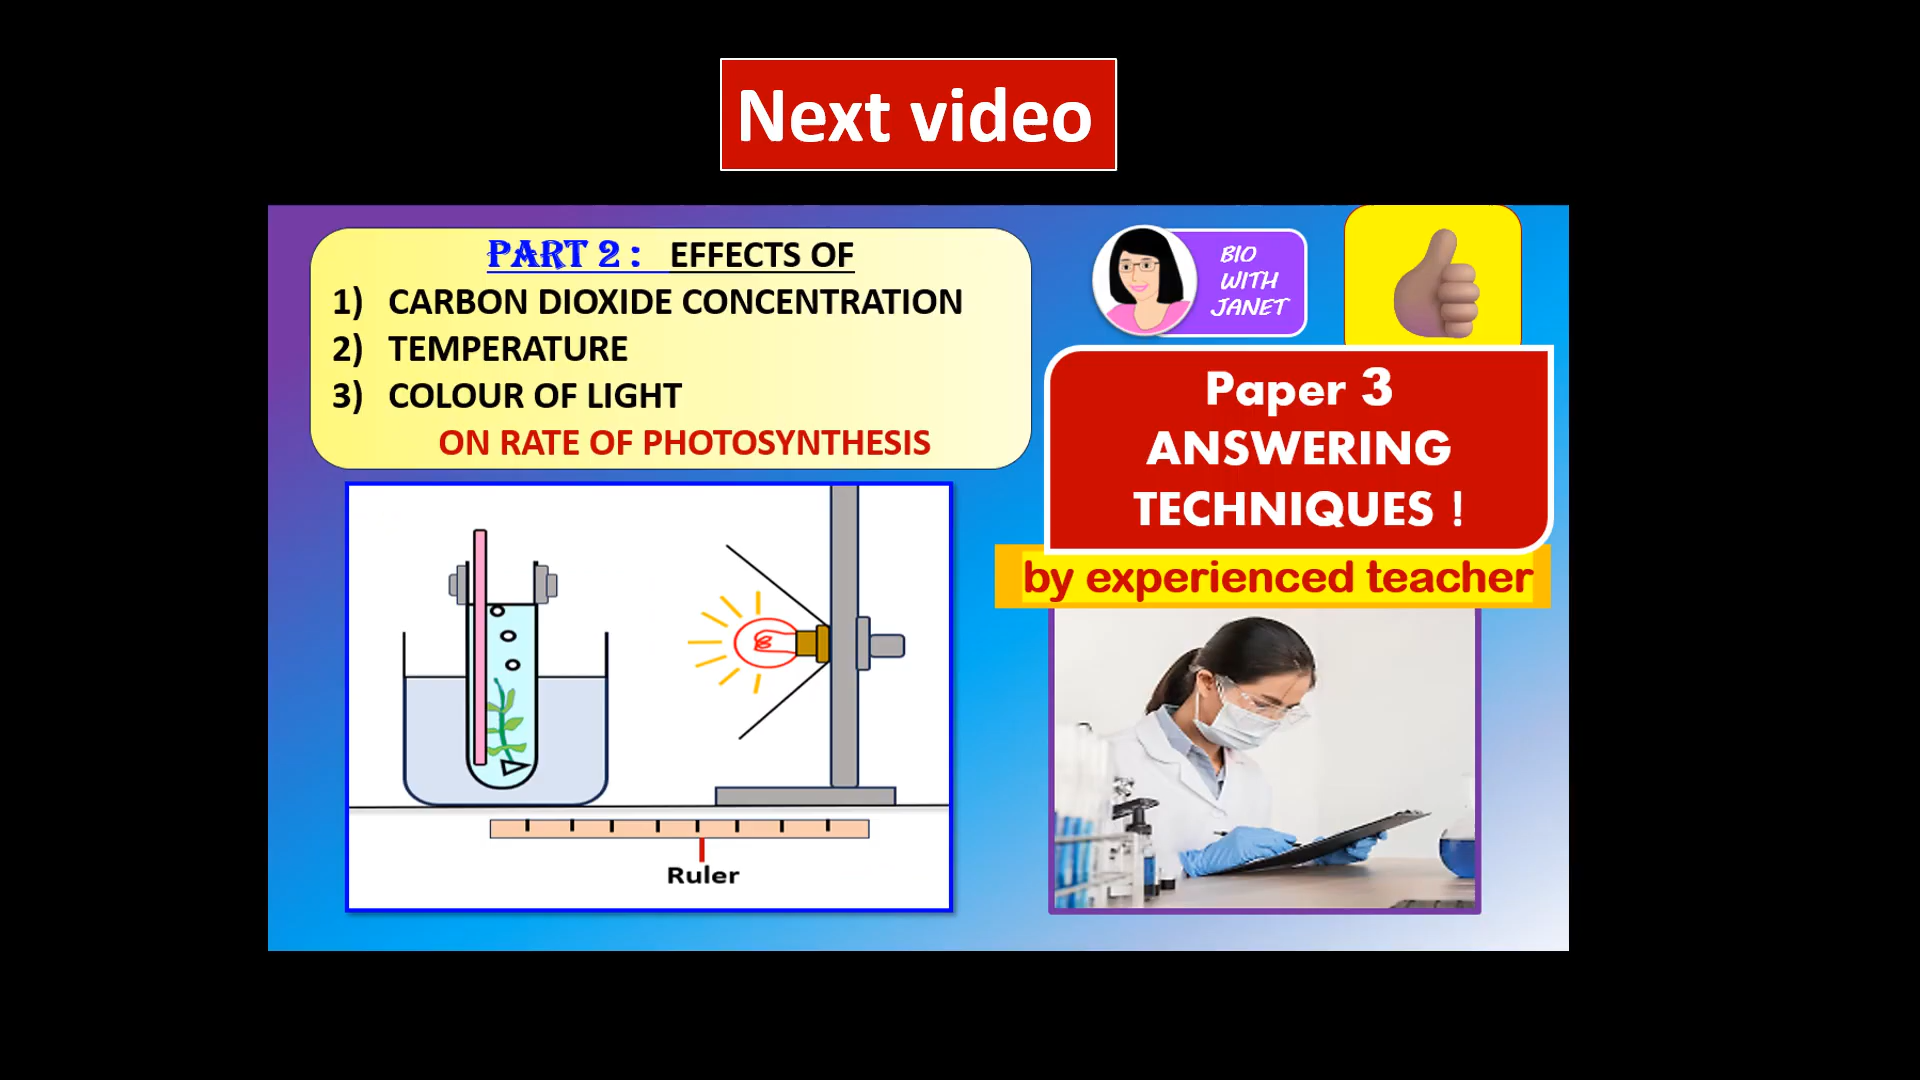 Next video
PART 2 : EFFECTS OF
1) CARBON DIOXIDE CONCENTRATION
2) TEMPERATURE
3) COLOUR OF LIGHT
ON RATE OF PHOTOSYNTHESIS
BIO
WITH
JANET
Paper 3
ANSWERING
TECHNIQUES !
by experienced teacher
Ruler